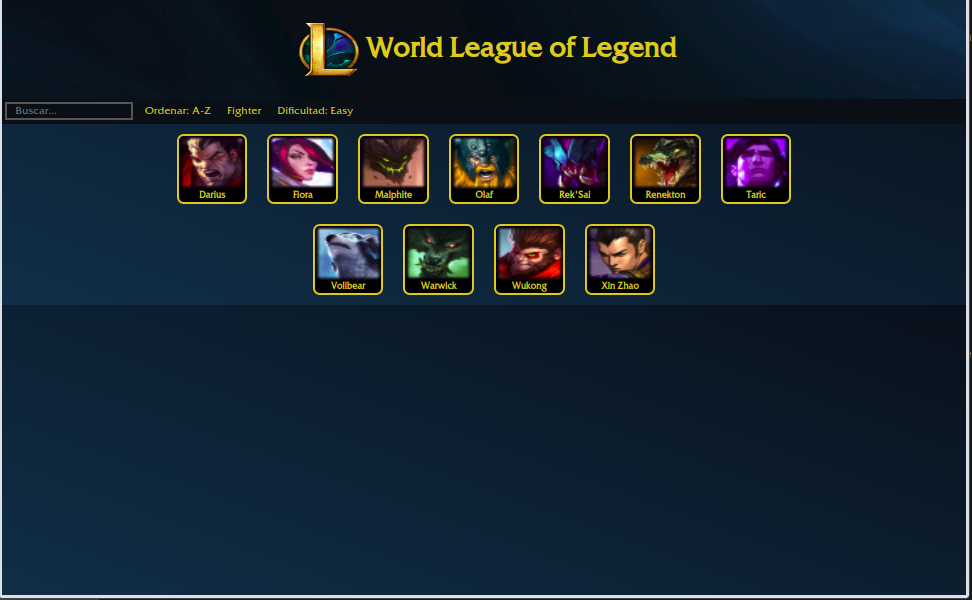 World League of Legend
Buscar... Ordenar: A-Z Fighter Dificultad: Easy
Darius Fiora Malphite Olaf Rek'Sai Renekton Taric
Volibear Warwick Wukong Xin Zhao